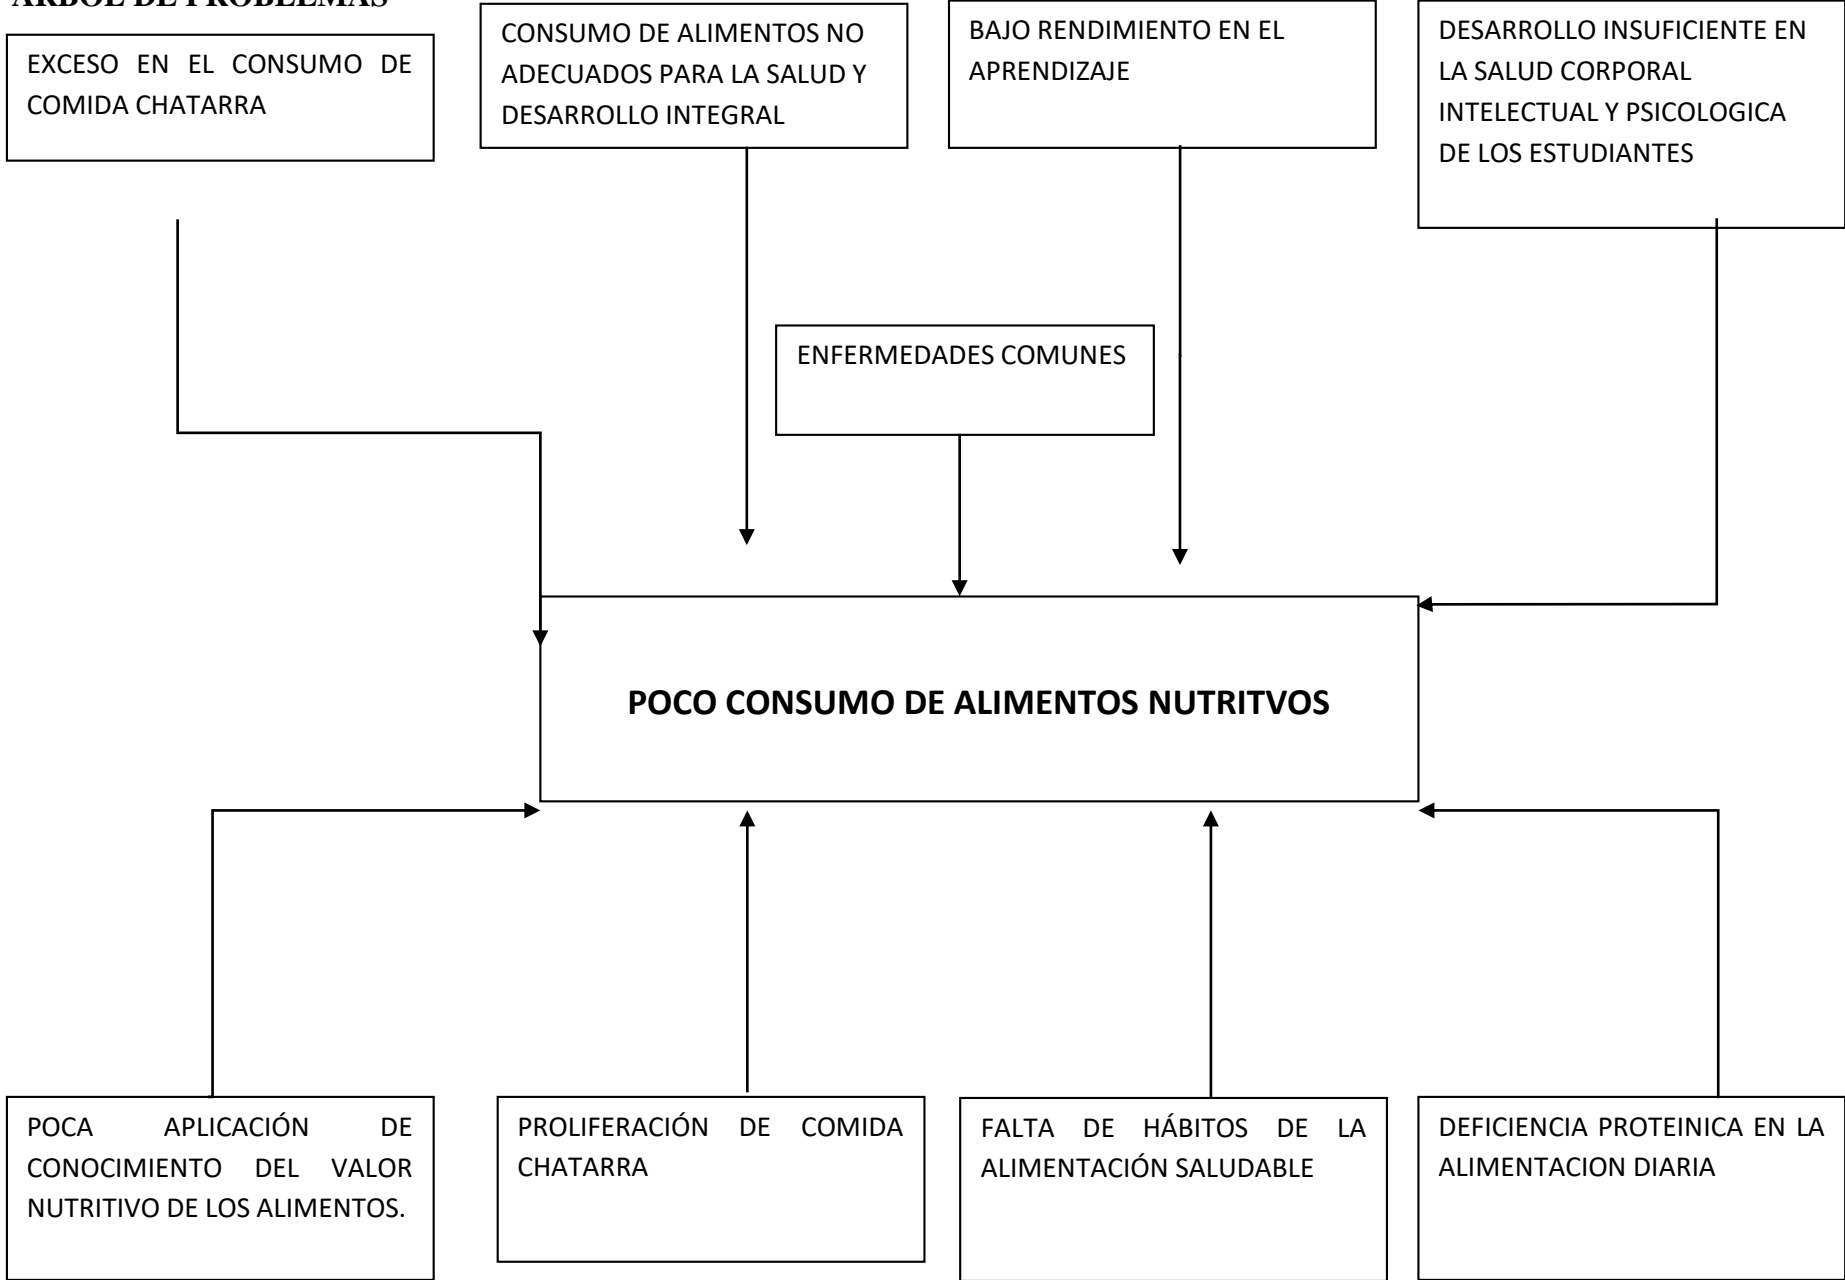 ÁRBOL DE PROBLEMAS
EXCESO EN EL CONSUMO DE
COMIDA CHATARRA
CONSUMO DE ALIMENTOS NO
ADECUADOS PARA LA SALUD Y
DESARROLLO INTEGRAL
BAJO RENDIMIENTO EN EL
APRENDIZAJE
DESARROLLO INSUFICIENTE EN
LA SALUD CORPORAL
INTELECTUAL Y PSICOLOGICA
DE LOS ESTUDIANTES
ENFERMEDADES COMUNES
POCO CONSUMO DE ALIMENTOS NUTRITVOS
POCA APLICACIÓN DE
CONOCIMIENTO DEL VALOR
NUTRITIVO DE LOS ALIMENTOS.
PROLIFERACIÓN DE COMIDA
CHATARRA
FALTA DE HÁBITOS DE LA
ALIMENTACIÓN SALUDABLE
DEFICIENCIA PROTEINICA EN LA
ALIMENTACION DIARIA